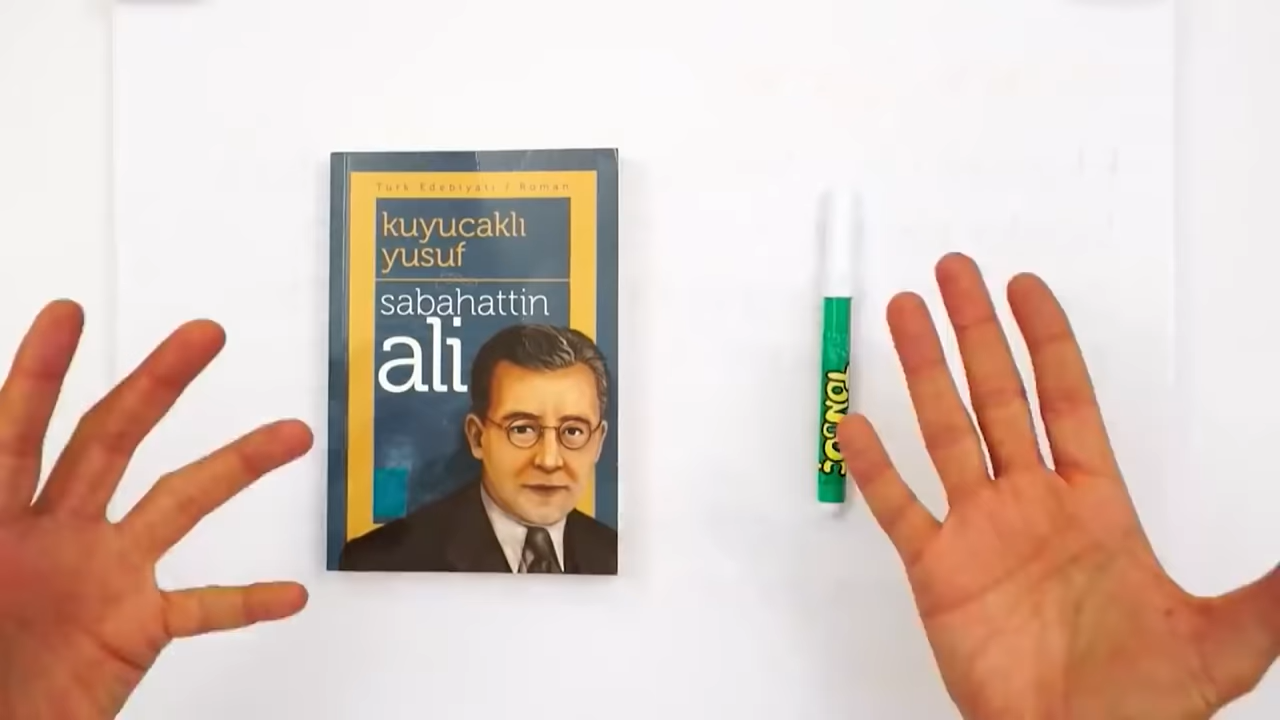 Türk Edebiyatı / Roman
kuyucaklı
yusuf
sabahattin
ali